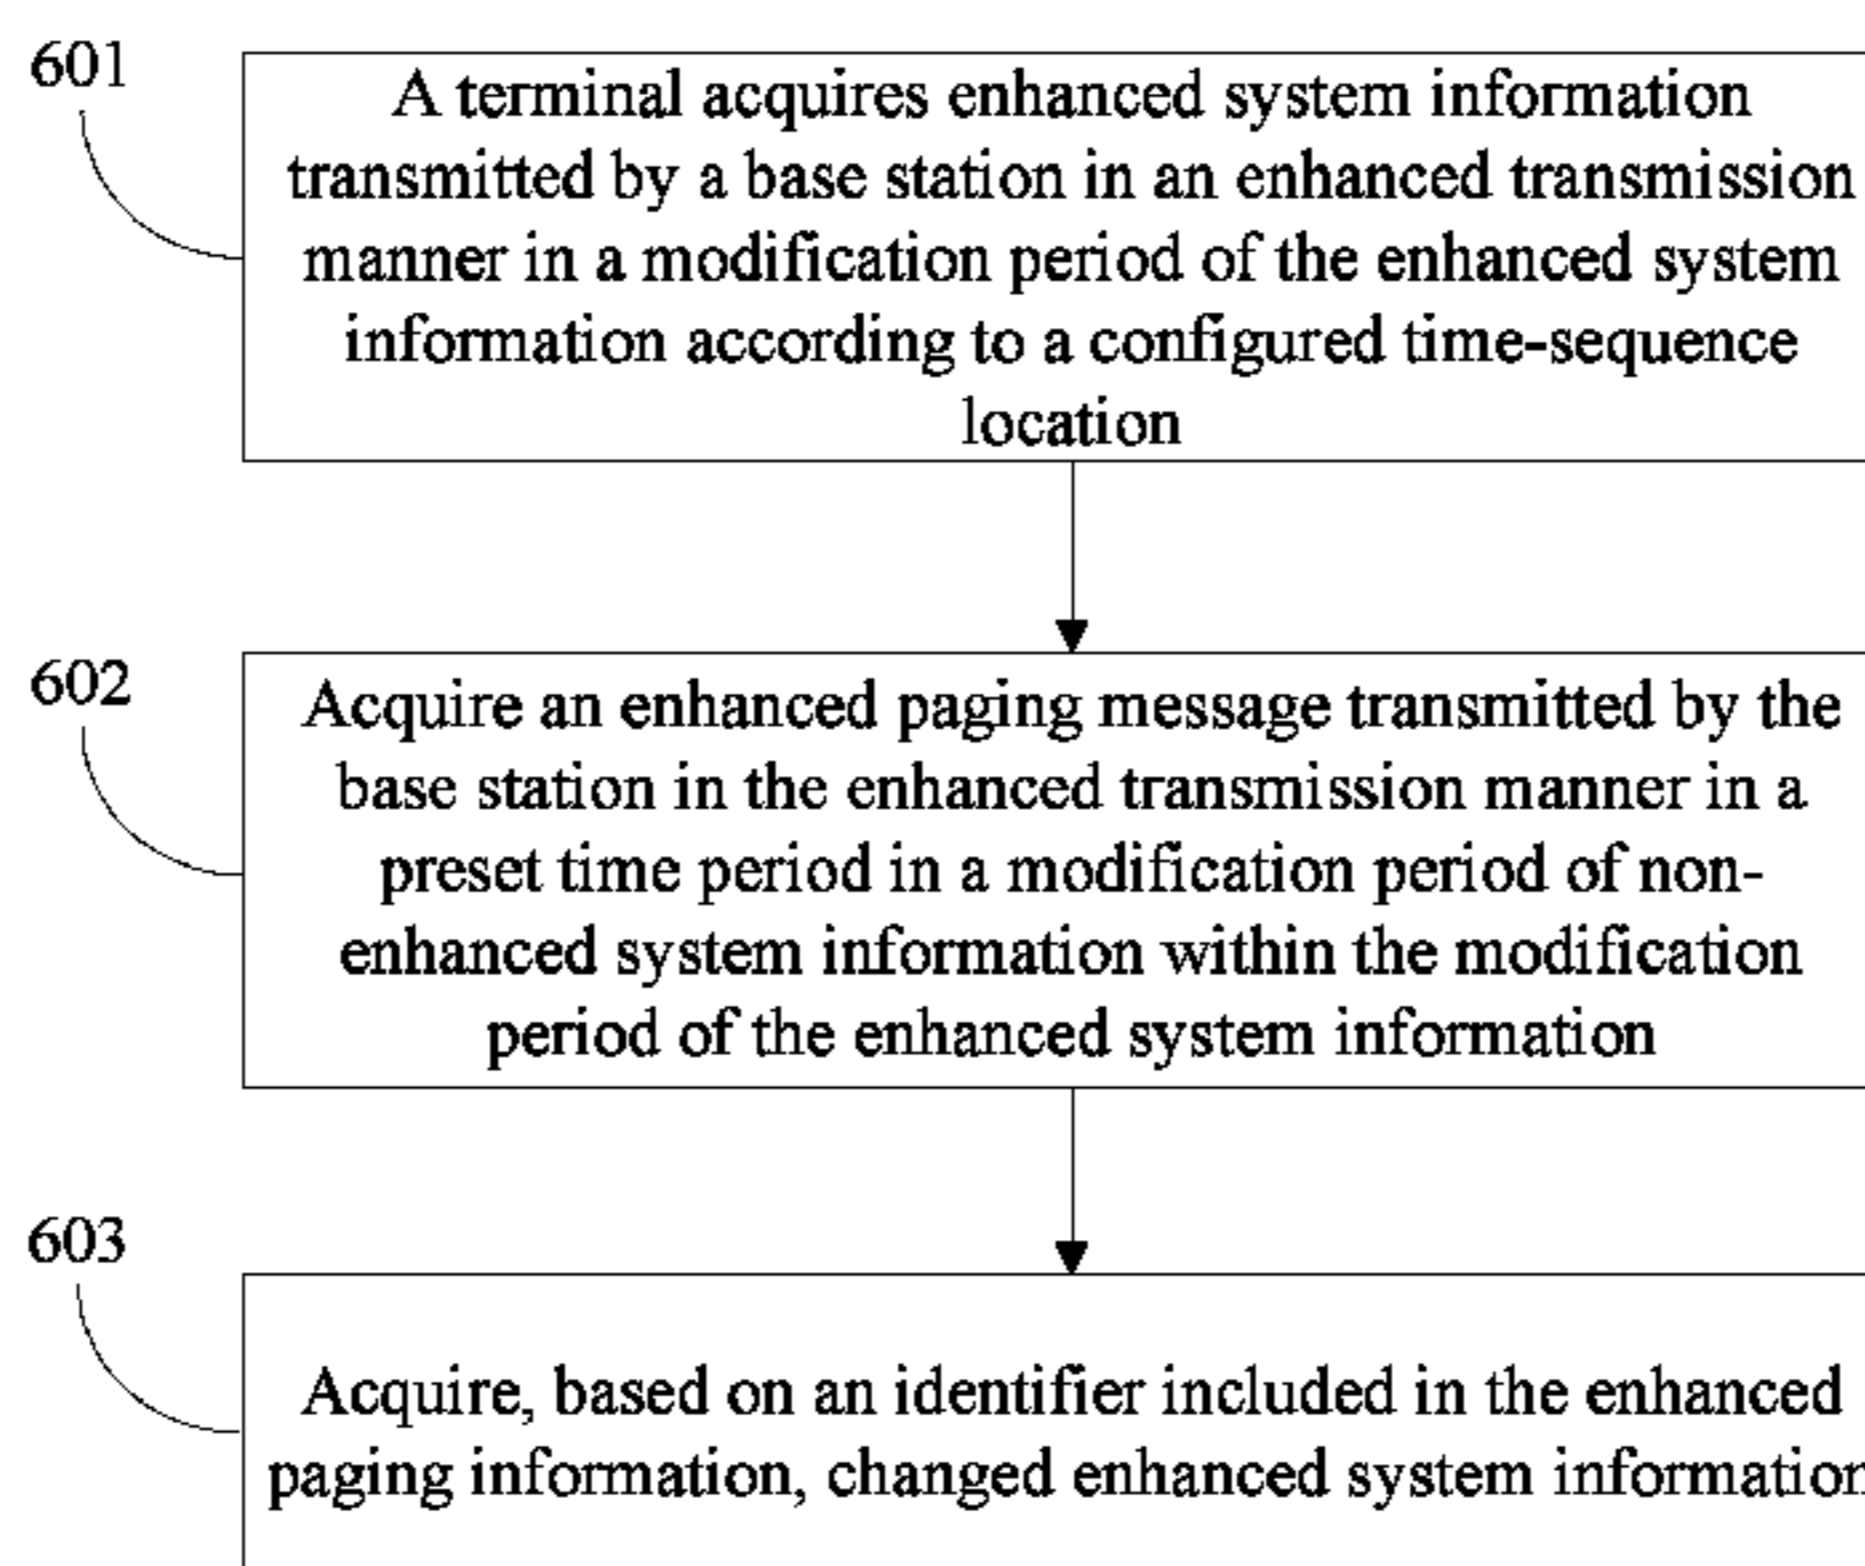 601
A terminal acquires enhanced system information
transmitted by a base station in an enhanced transmission
manner in a modification period of the enhanced system
information according to a configured time-sequence
location
602
Acquire an enhanced paging message transmitted by the
base station in the enhanced transmission manner in a
preset time period in a modification period of non-
enhanced system information within the modification
period of the enhanced system information
603
Acquire, based on an identifier included in the enhanced
paging information, changed enhanced system information